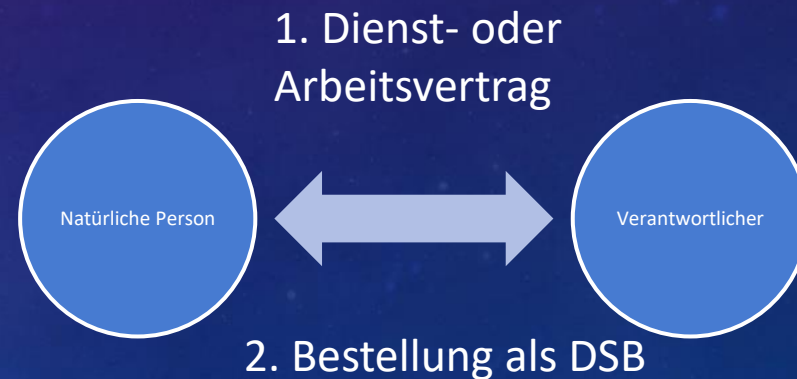 1. Dienst- oder
Arbeitsvertrag
Natürliche Person
Verantwortlicher
2. Bestellung als DSB